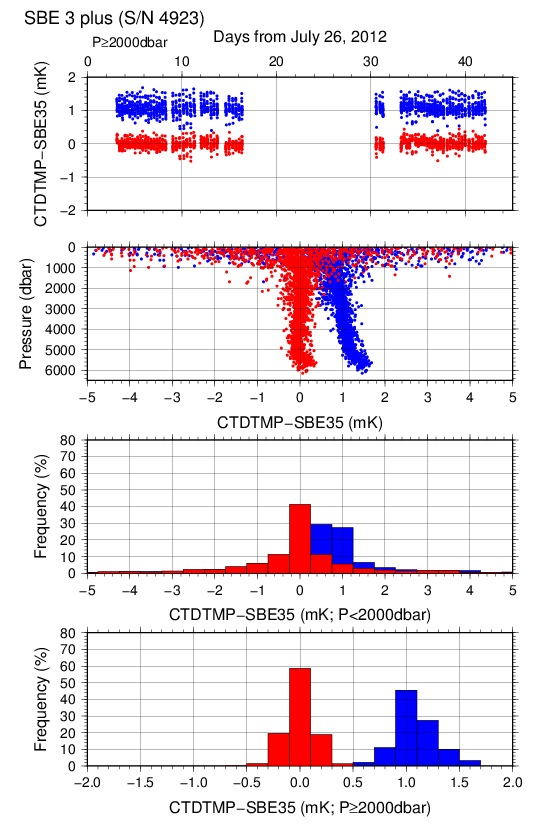 SBE 3 plus (S/N 4923)
P≥2000dbar
Days from July 26, 2012
0 10 20 30 40
CTDTMP−SBE35 (mK)
2
1
0
−1
−2
Pressure (dbar)
0
1000
2000
3000
4000
5000
6000
−5 −4 −3 −2 −1 0 1 2 3 4 5
CTDTMP−SBE35 (mK)
Frequency (%)
80
70
60
50
40
30
20
10
0
−5 −4 −3 −2 −1 0 1 2 3 4 5
CTDTMP−SBE35 (mK; P<2000dbar)
Frequency (%)
80
70
60
50
40
30
20
10
0
−2.0 −1.5 −1.0 −0.5 0.0 0.5 1.0 1.5 2.0
CTDTMP−SBE35 (mK; P≥2000dbar)